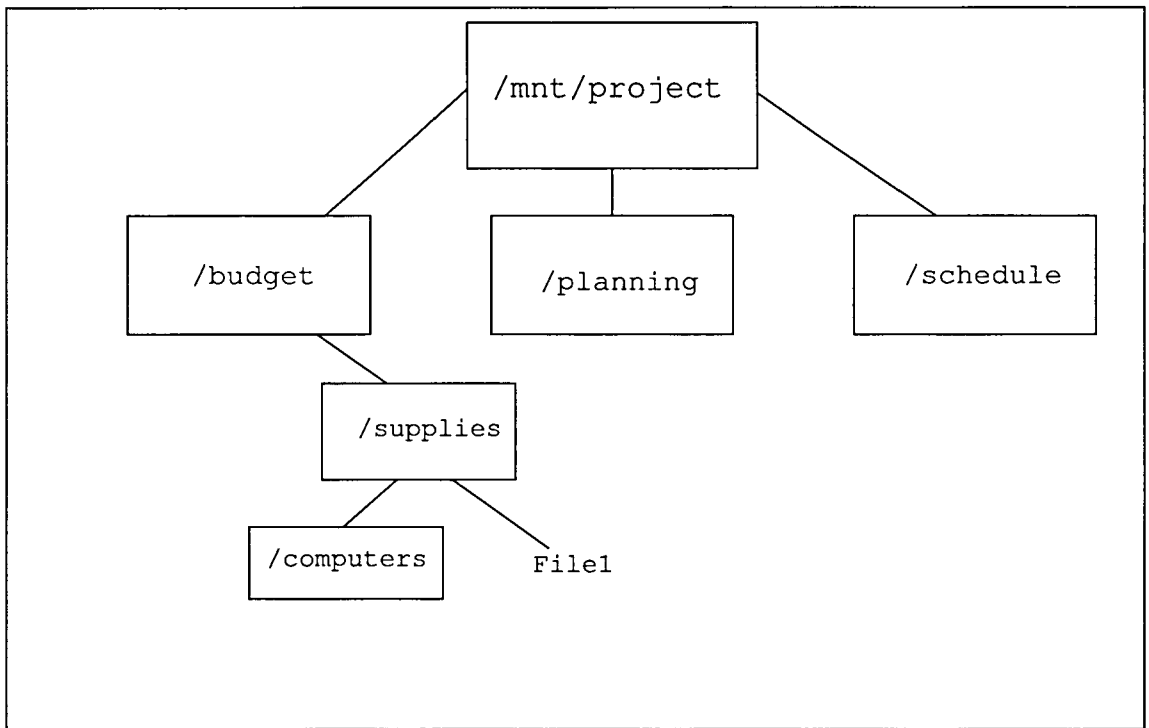 /mnt/project
/budget
/planning
/schedule
/supplies
/computers
File1